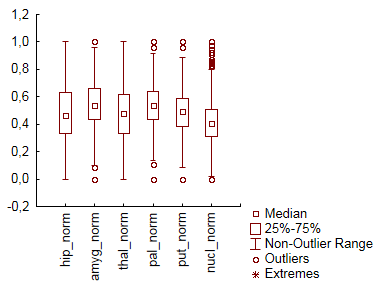 1,2
1,0
0,8
0,6
0,4
0,2
0,0
-0,2
hip_norm
amyg_norm
thal_norm
pal_norm
put_norm
nucl_norm
Median
25%-75%
Non-Outlier Range
Outliers
Extremes